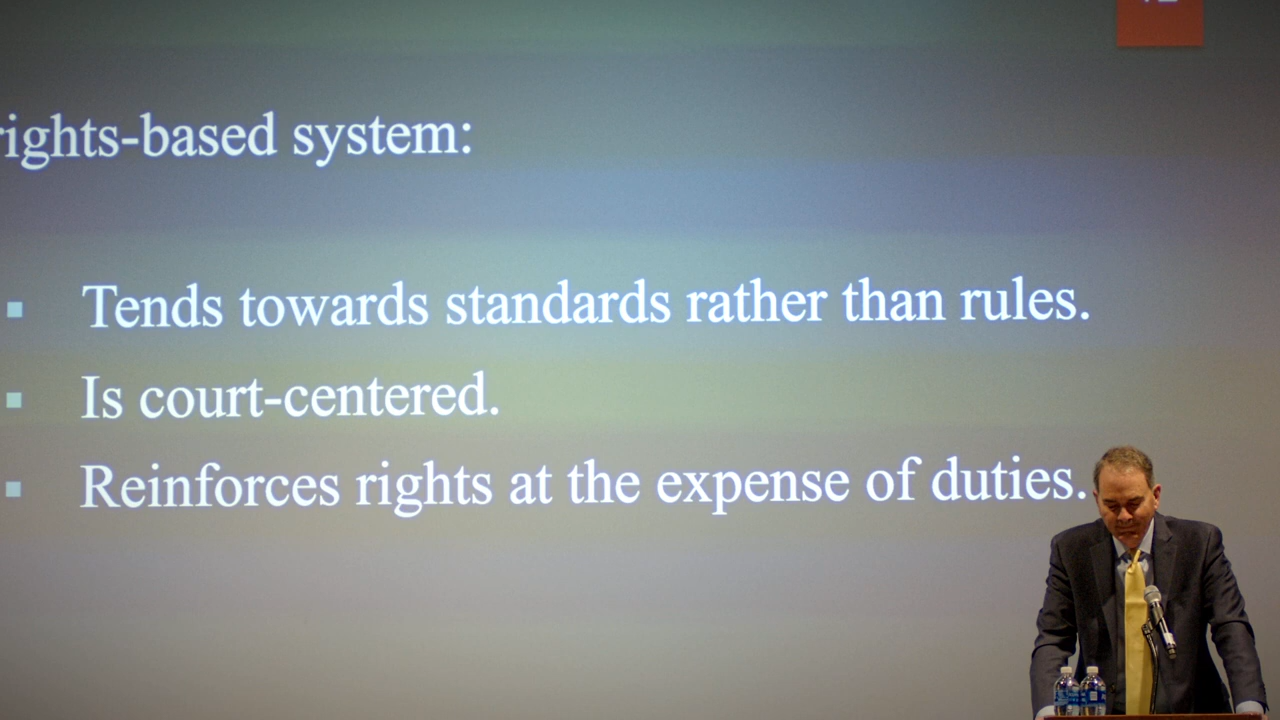 rights-based system:
Tends towards standards rather than rules.
Is court-centered.
Reinforces rights at the expense of duties.